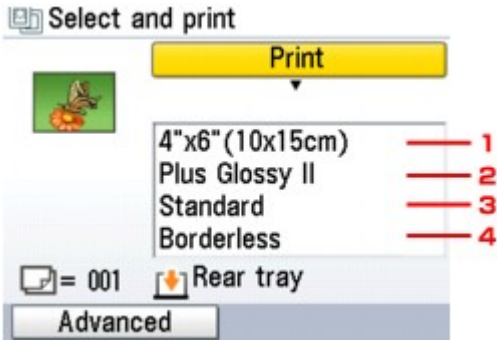 Select and print
Print
4"x6"(10x15cm) 1
Plus Glossy II 2
Standard 3
Borderless 4
= 001 Rear tray
Advanced